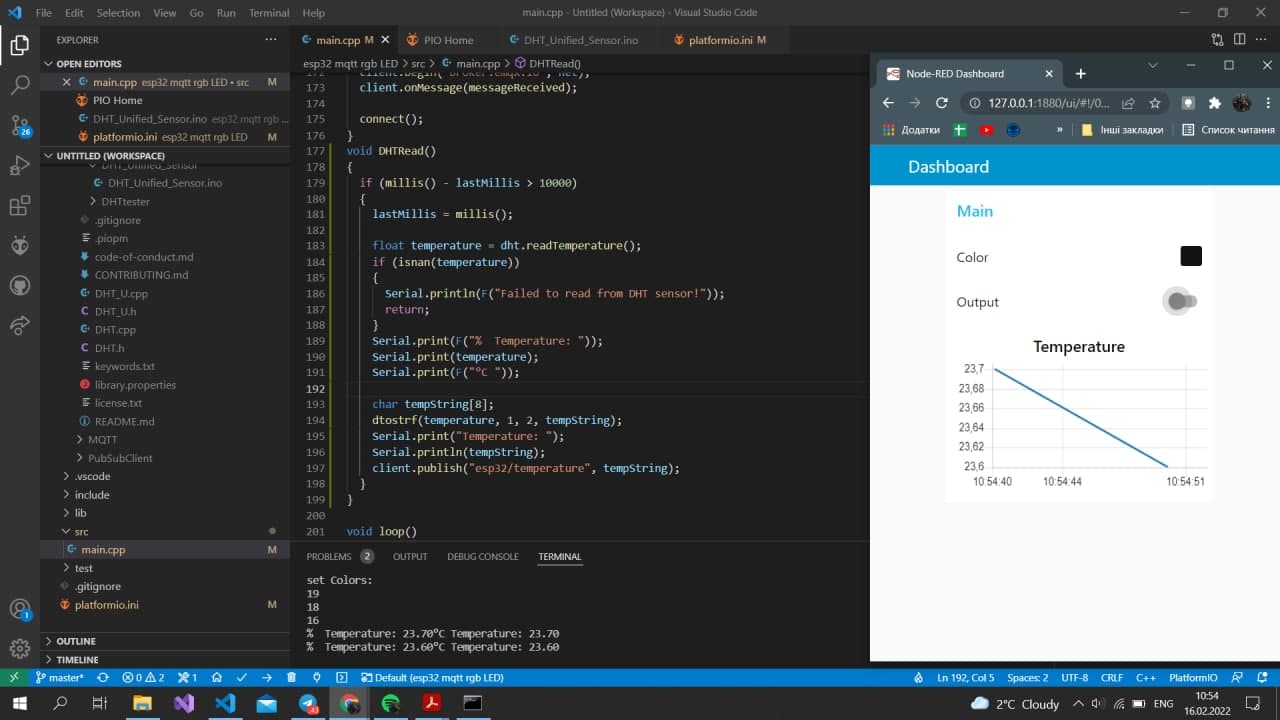 File Edit Selection View Go Run Terminal Help
main.cpp - Untitled (Workspace) - Visual Studio Code
EXPLORER
OPEN EDITORS
main.cpp esp32 mqtt rgb LED • src M
PIO Home
DHT_Unified_Sensor.ino esp32 mqtt rgb ...
platformio.ini esp32 mqtt rgb LED M
UNTITLED (WORKSPACE)
DHT_Unified_Sensor
DHT_Unified_Sensor.ino
DHTtester
.gitignore
.piopm
code-of-conduct.md
CONTRIBUTING.md
DHT_U.cpp
DHT_U.h
DHT.cpp
DHT.h
keywords.txt
library.properties
license.txt
README.md
MQTT
PubSubClient
.vscode
include
lib
src
main.cpp M
test
.gitignore
platformio.ini M
OUTLINE
TIMELINE
26
1
main.cpp M
PIO Home
DHT_Unified_Sensor.ino
platformio.ini M
esp32 mqtt rgb LED > src > main.cpp > DHTRead()
172 client.begin("broker.emqx.io", net);
173 client.onMessage(messageReceived);
174
175 connect();
176 }
177 void DHTRead()
178 {
179 if (millis() - lastMillis > 10000)
180 {
181 lastMillis = millis();
182
183 float temperature = dht.readTemperature();
184 if (isnan(temperature))
185 {
186 Serial.println(F("Failed to read from DHT sensor!"));
187 return;
188 }
189 Serial.print(F("%  Temperature: "));
190 Serial.print(temperature);
191 Serial.print(F("°C "));
192
193 char tempString[8];
194 dtostrf(temperature, 1, 2, tempString);
195 Serial.print("Temperature: ");
196 Serial.println(tempString);
197 client.publish("esp32/temperature", tempString);
198 }
199 }
200
201 void loop()
PROBLEMS 2 OUTPUT DEBUG CONSOLE TERMINAL
set Colors:
19
18
16
%  Temperature: 23.70°C Temperature: 23.70
%  Temperature: 23.60°C Temperature: 23.60
Node-RED Dashboard
127.0.0.1:1880/ui/#!/0...
Додатки
» Інші закладки Список читання
Dashboard
Main
Color
Output
Temperature
23,7
23,68
23,66
23,64
23,62
23,6
10:54:40 10:54:44 10:54:51
master* 0 2 1 Default (esp32 mqtt rgb LED) Ln 192, Col 5 Spaces: 2 UTF-8 CRLF C++ PlatformIO
2°C Cloudy ENG 10:54
16.02.2022